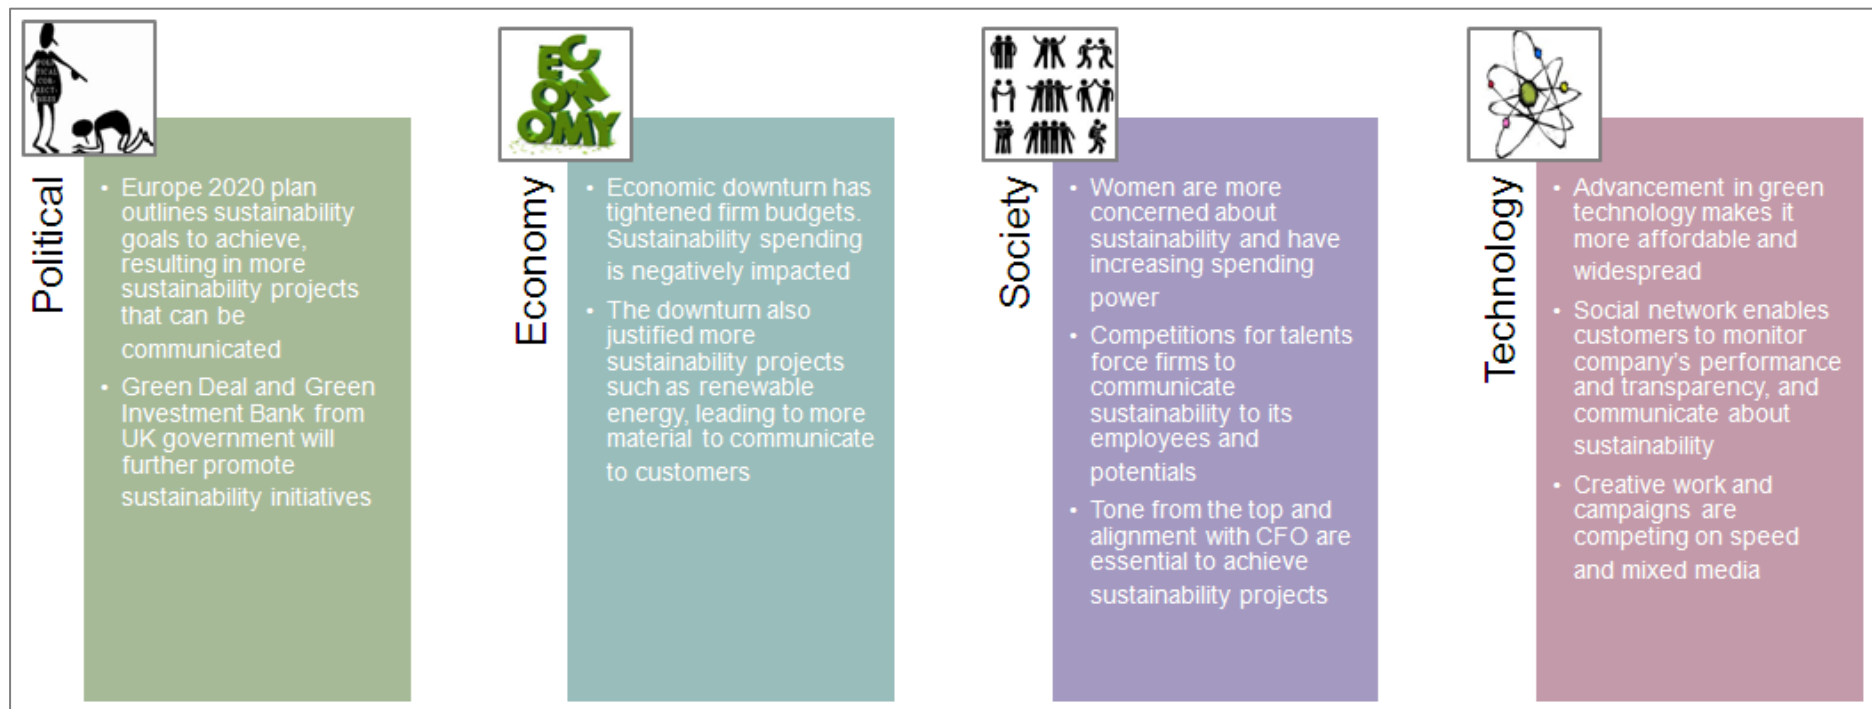 POLI
TICAL
COR-
RECT-
NESS
Political
• Europe 2020 plan
outlines sustainability
goals to achieve,
resulting in more
sustainability projects
that can be
communicated
• Green Deal and Green
Investment Bank from
UK government will
further promote
sustainability initiatives
ECONOMY
Economy
• Economic downturn has
tightened firm budgets.
Sustainability spending
is negatively impacted
• The downturn also
justified more
sustainability projects
such as renewable
energy, leading to more
material to communicate
to customers
Society
• Women are more
concerned about
sustainability and have
increasing spending
power
• Competitions for talents
force firms to
communicate
sustainability to its
employees and
potentials
• Tone from the top and
alignment with CFO are
essential to achieve
sustainability projects
Technology
• Advancement in green
technology makes it
more affordable and
widespread
• Social network enables
customers to monitor
company's performance
and transparency, and
communicate about
sustainability
• Creative work and
campaigns are
competing on speed
and mixed media